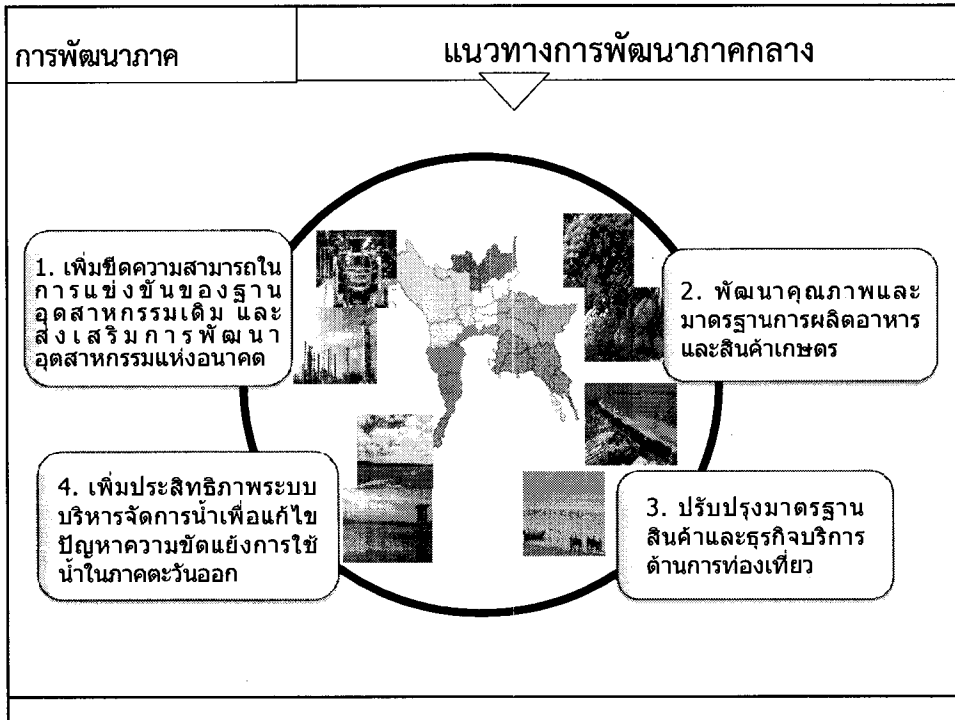 การพัฒนาภาค
แนวทางการพัฒนาภาคกลาง
1. เพิ่มขีดความสามารถใน
การแข่งขันของฐาน
อุตสาหกรรมเดิม และ
ส่งเสริมการพัฒนา
อุตสาหกรรมแห่งอนาคต
2. พัฒนาคุณภาพและ
มาตรฐานการผลิตอาหาร
และสินค้าเกษตร
4. เพิ่มประสิทธิภาพระบบ
บริหารจัดการน้ำเพื่อแก้ไข
ปัญหาความขัดแย้งการใช้
น้ำในภาคตะวันออก
3. ปรับปรุงมาตรฐาน
สินค้าและธุรกิจบริการ
ด้านการท่องเที่ยว